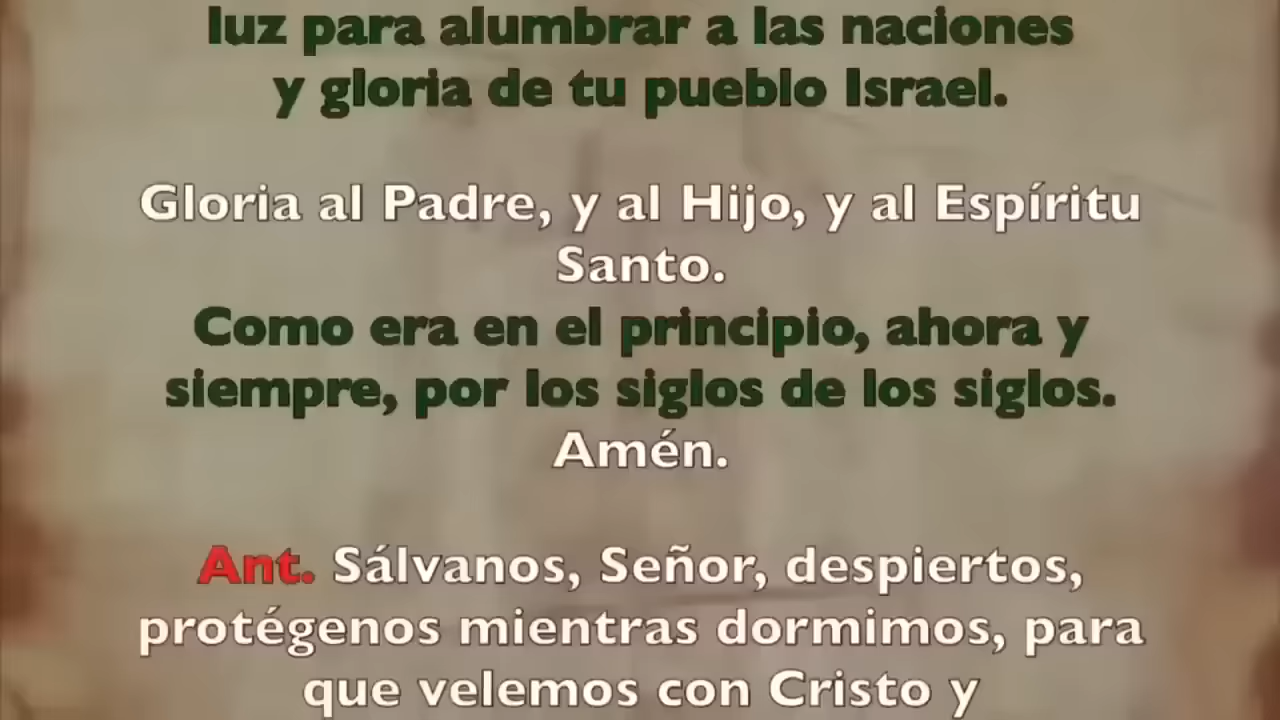 luz para alumbrar a las naciones
y gloria de tu pueblo Israel.
Gloria al Padre, y al Hijo, y al Espíritu
Santo.
Como era en el principio, ahora y
siempre, por los siglos de los siglos.
Amén.
Ant. Sálvanos, Señor, despiertos,
protégenos mientras dormimos, para
que velemos con Cristo y